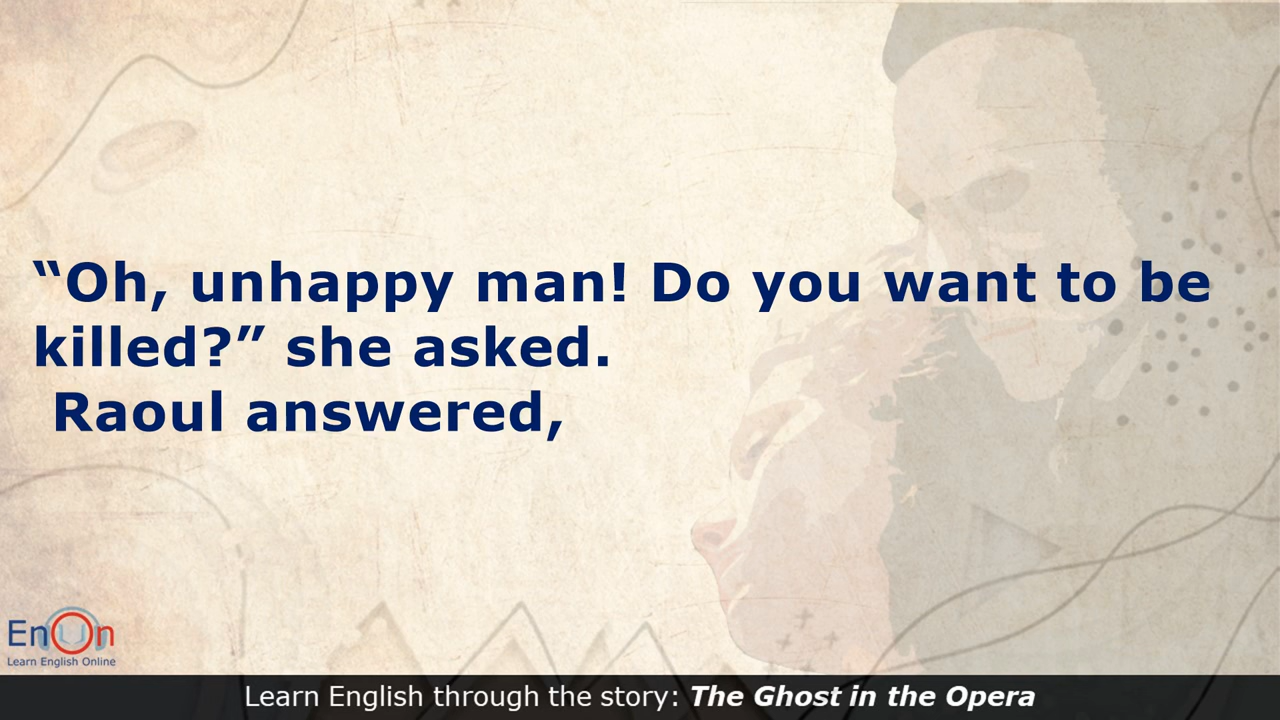 “Oh, unhappy man! Do you want to be
killed?” she asked.
Raoul answered,
EnOn
Learn English Online
Learn English through the story: The Ghost in the Opera